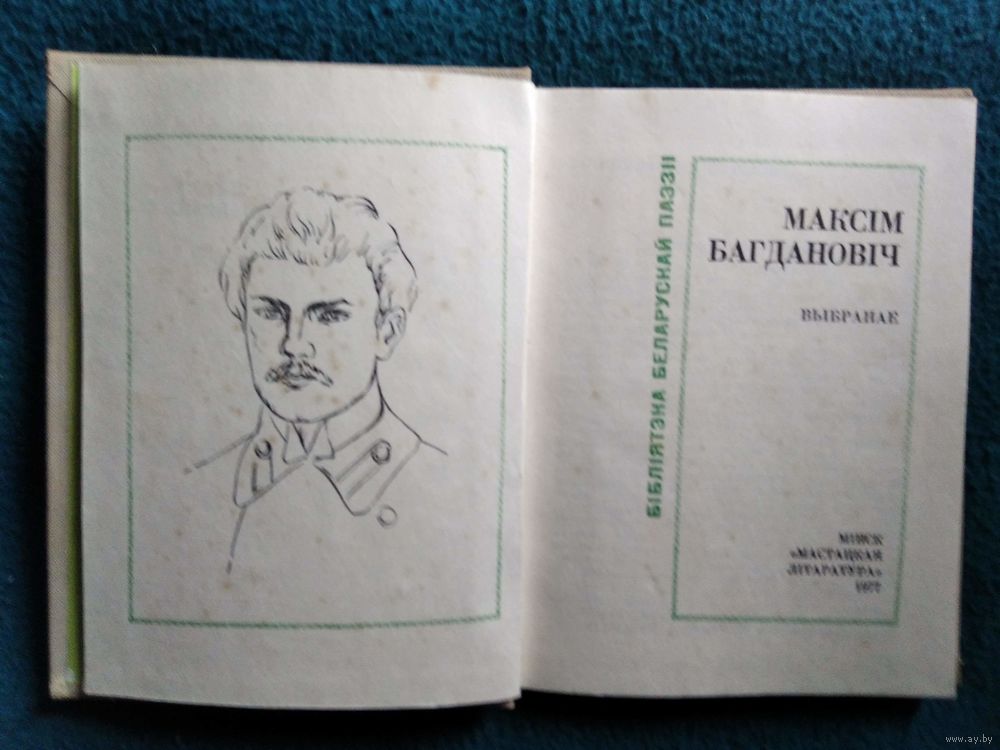 БІБЛІЯТЭКА БЕЛАРУСКАЙ ПАЭЗІІ
МАКСІМ
БАГДАНОВІЧ
ВЫБРАНАЕ
МІНСК
«МАСТАЦКАЯ
ЛІТАРАТУРА»
1977
www.ay.by